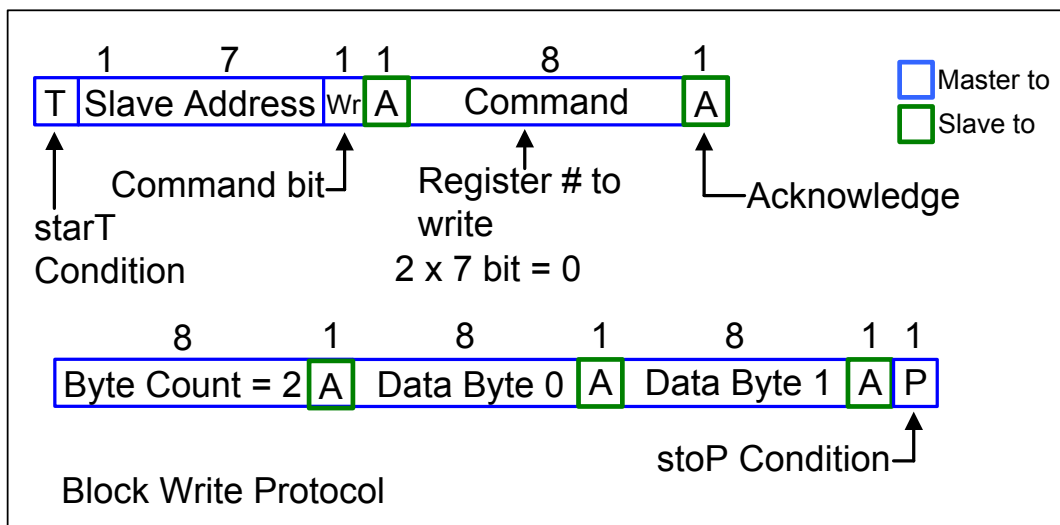 1 7 1 1 8 1
T Slave Address Wr A Command A
Master to
Slave to
Command bit
Register # to
write
2 x 7 bit = 0
Acknowledge
starT
Condition
8 1 8 1 8 1 1
Byte Count = 2 A Data Byte 0 A Data Byte 1 A P
stoP Condition
Block Write Protocol